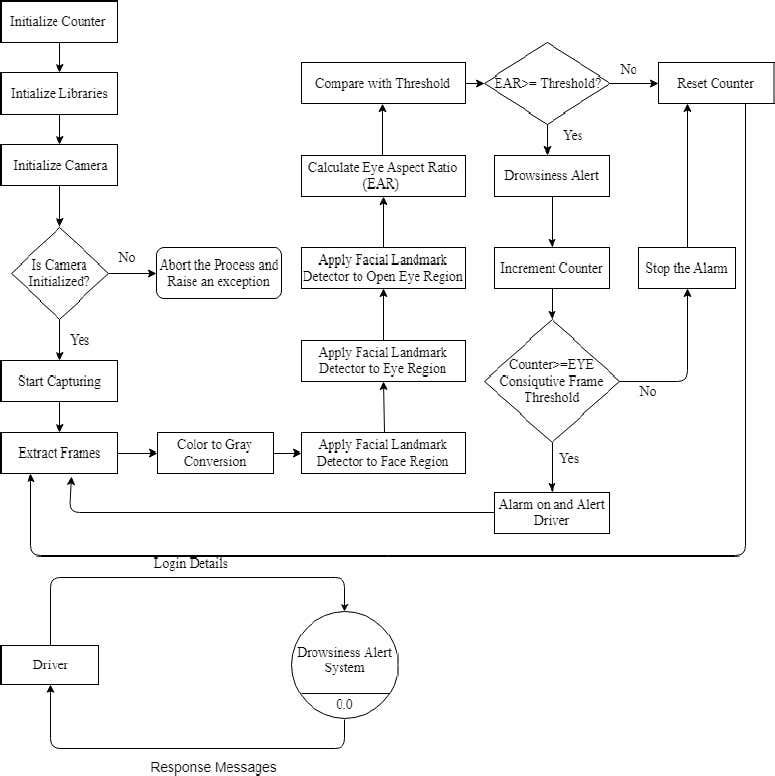 Initialize Counter
Intialize Libraries
Initialize Camera
Is Camera
Initialized?
No
Abort the Process and
Raise an exception
Yes
Start Capturing
Extract Frames
Color to Gray
Conversion
Apply Facial Landmark
Detector to Face Region
Apply Facial Landmark
Detector to Eye Region
Apply Facial Landmark
Detector to Open Eye Region
Calculate Eye Aspect Ratio
(EAR)
Compare with Threshold
EAR>= Threshold?
No
Reset Counter
Yes
Drowsiness Alert
Increment Counter
Stop the Alarm
Counter>=EYE
Consiqutive Frame
Threshold
No
Yes
Alarm on and Alert
Driver
Login Details
Driver
Drowsiness Alert
System
0.0
Response Messages